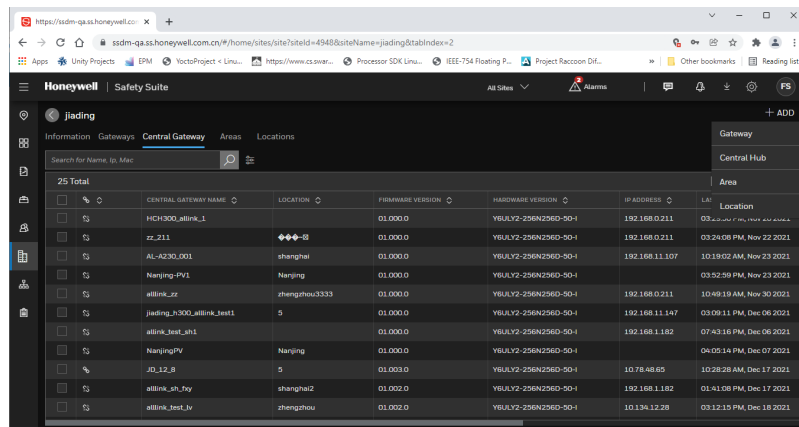 https://ssdm-qa.ss.honeywell.co
ssdm-qa.ss.honeywell.com.cn/#/home/sites/site?siteId=4948&siteName=jiading&tabIndex=2
Apps Unity Projects EPM YoctoProject < Linu... https://www.cs.swar... Processor SDK Linu... IEEE-754 Floating P... Project Raccoon Dif... » Other bookmarks Reading list
Honeywell | Safety Suite All Sites 2 Alarms FS
jiading + ADD
Information Gateways Central Gateway Areas Locations
Gateway
Central Hub
Area
Location
Search for Name, Ip, Mac
25 Total
CENTRAL GATEWAY NAME LOCATION FIRMWARE VERSION HARDWARE VERSION IP ADDRESS
HCH300_allink_1 01.000.0 Y6ULY2-256N256D-50-I 192.168.0.211
zz_211 01.000.0 Y6ULY2-256N256D-50-I 192.168.0.211 03:24:08 PM, Nov 22 2021
AL-A230_001 shanghai 01.000.0 Y6ULY2-256N256D-50-I 192.168.11.107 10:19:02 AM, Nov 23 2021
Nanjing-PV1 Nanjing 01.000.0 Y6ULY2-256N256D-50-I 03:52:59 PM, Nov 23 2021
alllink_zz zhengzhou3333 01.000.0 Y6ULY2-256N256D-50-I 192.168.0.211 10:49:19 AM, Nov 30 2021
jiading_h300_alllink_test1 5 01.000.0 Y6ULY2-256N256D-50-I 192.168.11.147 03:09:11 PM, Dec 06 2021
allink_test_sh1 01.000.0 Y6ULY2-256N256D-50-I 192.168.1.182 07:43:16 PM, Dec 06 2021
NanjingPV Nanjing 01.000.0 Y6ULY2-256N256D-50-I 04:05:14 PM, Dec 07 2021
JD_12_8 5 01.003.0 Y6ULY2-256N256D-50-I 10.78.48.65 10:28:28 AM, Dec 17 2021
alllink_sh_fxy shanghai2 01.002.0 Y6ULY2-256N256D-50-I 192.168.1.182 01:41:08 PM, Dec 17 2021
alllink_test_lv zhengzhou 01.002.0 Y6ULY2-256N256D-50-I 10.134.12.28 03:12:15 PM, Dec 18 2021